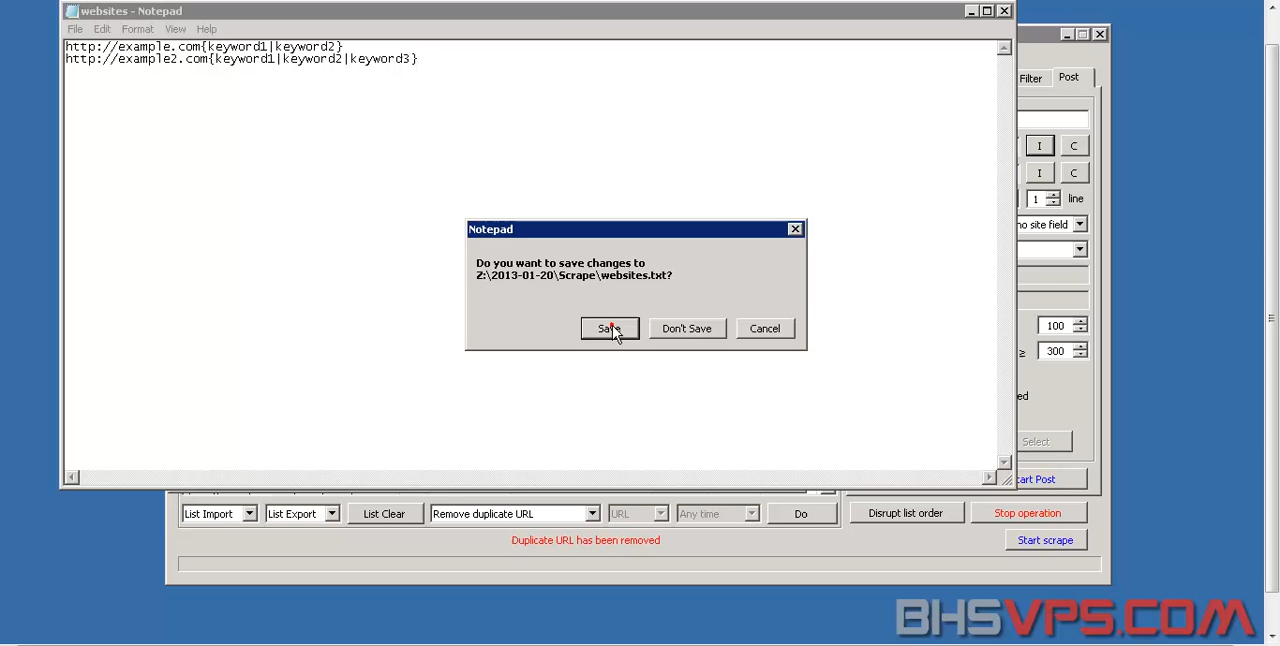 websites - Notepad
File Edit Format View Help
http://example.com{keyword1|keyword2}
http://example2.com{keyword1|keyword2|keyword3}
Filter Post
I C
I C
1 line
no site field
Notepad
Do you want to save changes to
Z:\2013-01-20\Scrape\websites.txt?
Save Don't Save Cancel
100
≥ 300
ed
Select
tart Post
List Import List Export List Clear Remove duplicate URL URL Any time Do Disrupt list order Stop operation
Duplicate URL has been removed Start scrape
BHSVPS.COM